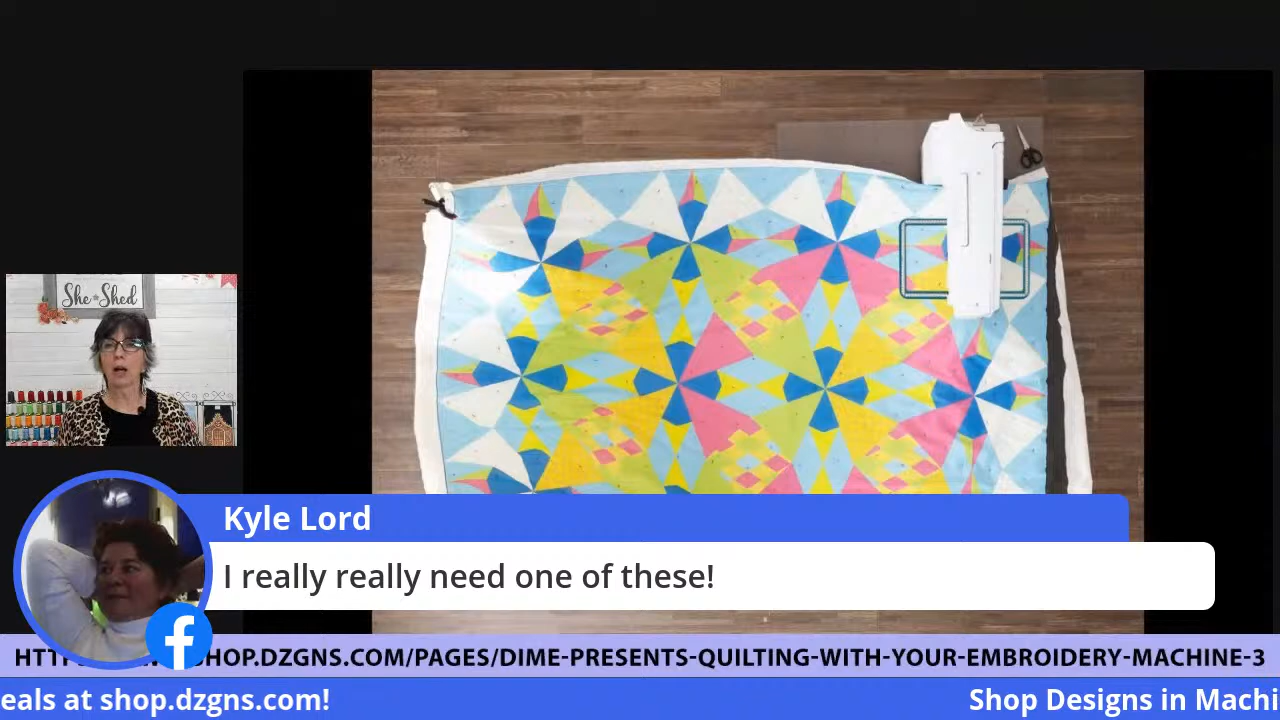 She Shed
Kyle Lord
I really really need one of these!
SHOP.DZGNS.COM/PAGES/DIME-PRESENTS-QUILTING-WITH-YOUR-EMBROIDERY-MACHINE-3
eals at shop.dzgns.com!
Shop Designs in Machi